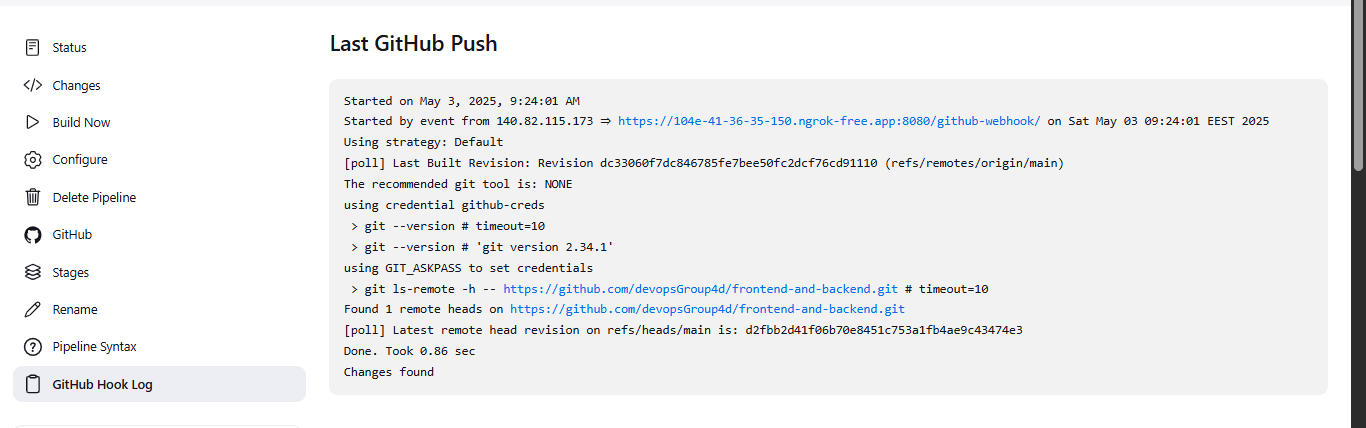 Status
Changes
Build Now
Configure
Delete Pipeline
GitHub
Stages
Rename
Pipeline Syntax
GitHub Hook Log
Last GitHub Push
Started on May 3, 2025, 9:24:01 AM
Started by event from 140.82.115.173 ⇒ https://104e-41-36-35-150.ngrok-free.app:8080/github-webhook/ on Sat May 03 09:24:01 EEST 2025
Using strategy: Default
[poll] Last Built Revision: Revision dc33060f7dc846785fe7bee50fc2dcf76cd91110 (refs/remotes/origin/main)
The recommended git tool is: NONE
using credential github-creds
> git --version # timeout=10
> git --version # 'git version 2.34.1'
using GIT_ASKPASS to set credentials
> git ls-remote -h -- https://github.com/devopsGroup4d/frontend-and-backend.git # timeout=10
Found 1 remote heads on https://github.com/devopsGroup4d/frontend-and-backend.git
[poll] Latest remote head revision on refs/heads/main is: d2fbb2d41f06b70e8451c753a1fb4ae9c43474e3
Done. Took 0.86 sec
Changes found